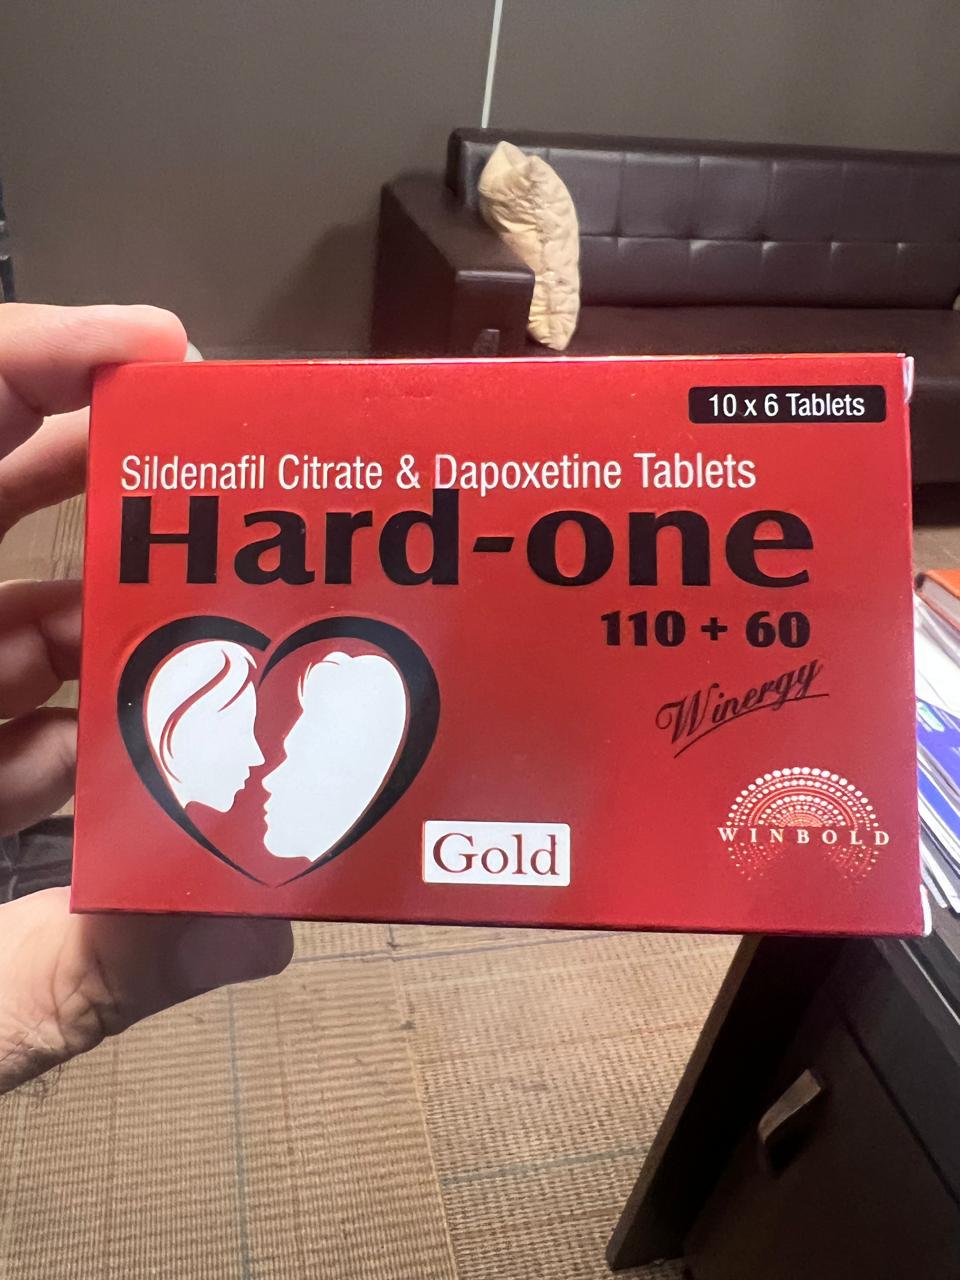 10 x 6 Tablets
Sildenafil Citrate & Dapoxetine Tablets
Hard-one
110 + 60
Winergy
WINBOLD
Gold